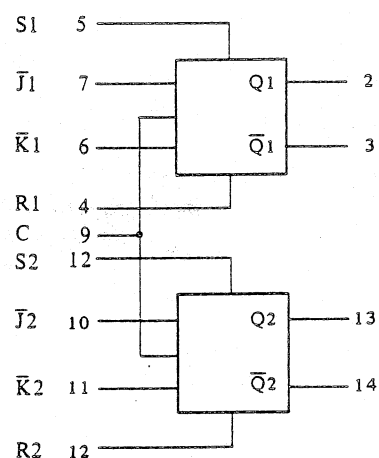 S1 5
J̅1 7 Q1 2
K̅1 6 Q̅1 3
R1 4
C 9
S2 12
J̅2 10 Q2 13
K̅2 11 Q̅2 14
R2 12